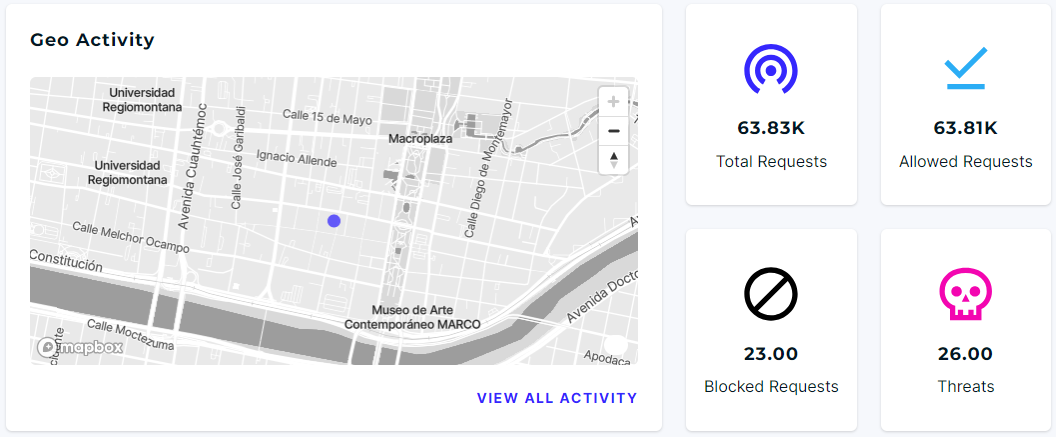 Geo Activity
Universidad
Regiomontana
Avenida Cuauhtémoc
Calle José Garibaldi
Calle 15 de Mayo
Macroplaza
Calle Diego de Montemayor
Ignacio Allende
Universidad
Regiomontana
Calle Melchor Ocampo
Constitución
Museo de Arte
Contemporáneo MARCO
Avenida Docto
Calle Moctezuma
Apodaca
mapbox
VIEW ALL ACTIVITY
63.83K
Total Requests
63.81K
Allowed Requests
23.00
Blocked Requests
26.00
Threats